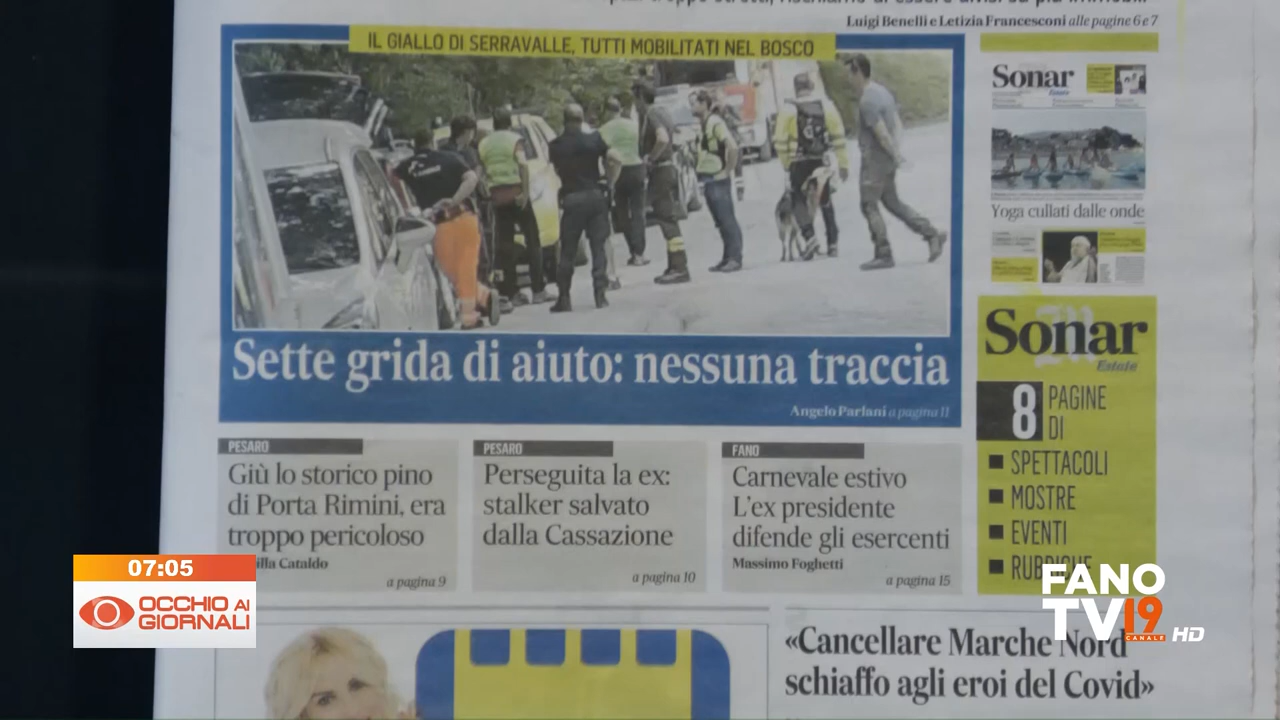 Luigi Benelli e Letizia Francesconi alle pagine 6 e 7
IL GIALLO DI SERRAVALLE, TUTTI MOBILITATI NEL BOSCO
Sette grida di aiuto: nessuna traccia
Angelo Parlani a pagina 11
Sonar
Estate
Yoga cullati dalle onde
Sonar
Estate
8 PAGINE
DI
SPETTACOLI
MOSTRE
EVENTI
PESARO
Giù lo storico pino
di Porta Rimini, era
troppo pericoloso
Cataldo
a pagina 9
PESARO
Perseguita la ex:
stalker salvato
dalla Cassazione
a pagina 10
FANO
Carnevale estivo
L'ex presidente
difende gli esercenti
Massimo Foghetti
a pagina 15
«Cancellare Marche Nord
schiaffo agli eroi del Covid»
07:05
OCCHIO AI
GIORNALI
FANO
TV 19
CANALE HD